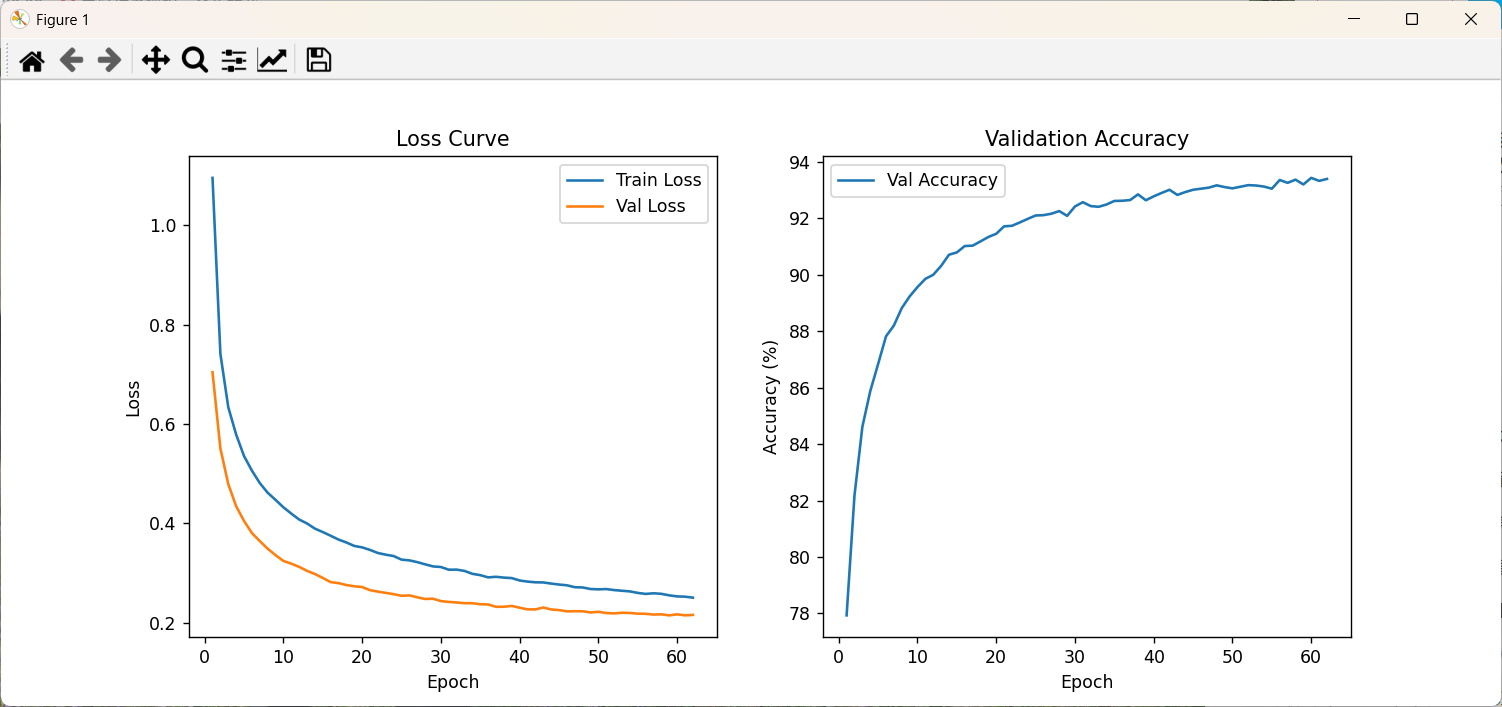 Figure 1
Loss Curve
Train Loss
Val Loss
1.0
0.8
0.6
0.4
0.2
Loss
0 10 20 30 40 50 60
Epoch
Validation Accuracy
Val Accuracy
94
92
90
88
86
84
82
80
78
Accuracy (%)
0 10 20 30 40 50 60
Epoch